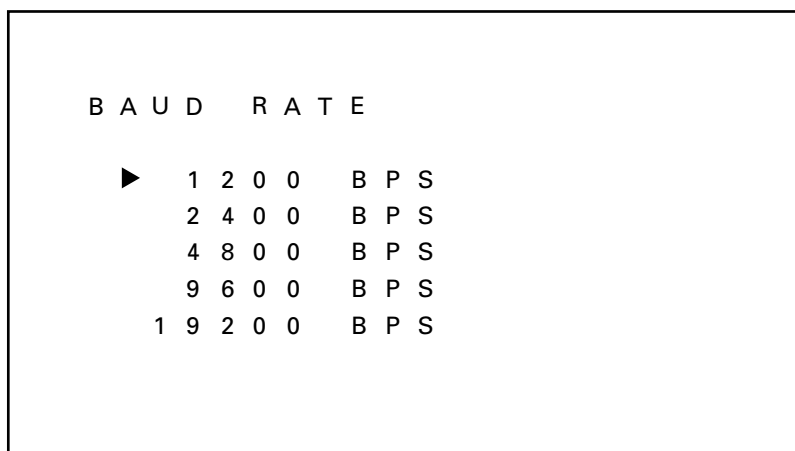 BAUD RATE
▶ 1200 BPS
2400 BPS
4800 BPS
9600 BPS
19200 BPS